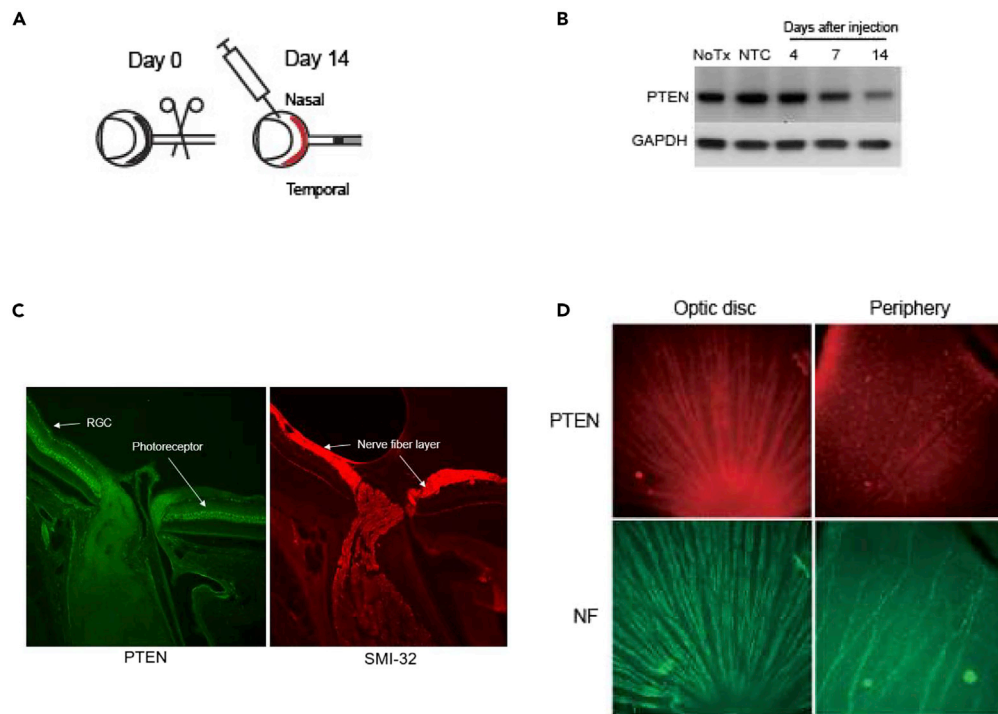 A
Day 0
Day 14
Nasal
Temporal
B
Days after injection
NoTx NTC 4 7 14
PTEN
GAPDH
C
RGC
Photoreceptor
Nerve fiber layer
PTEN
SMI-32
D
Optic disc
Periphery
PTEN
NF